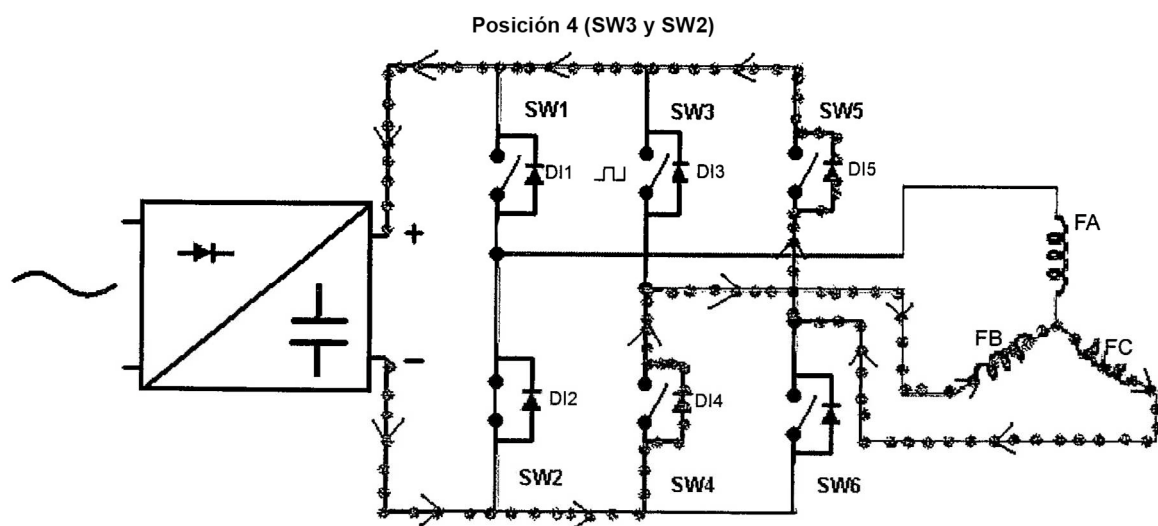 Posición 4 (SW3 y SW2)
SW1
SW3
SW5
DI1
DI3
DI5
+
FA
FB
FC
−
DI2
DI4
SW2
SW4
SW6